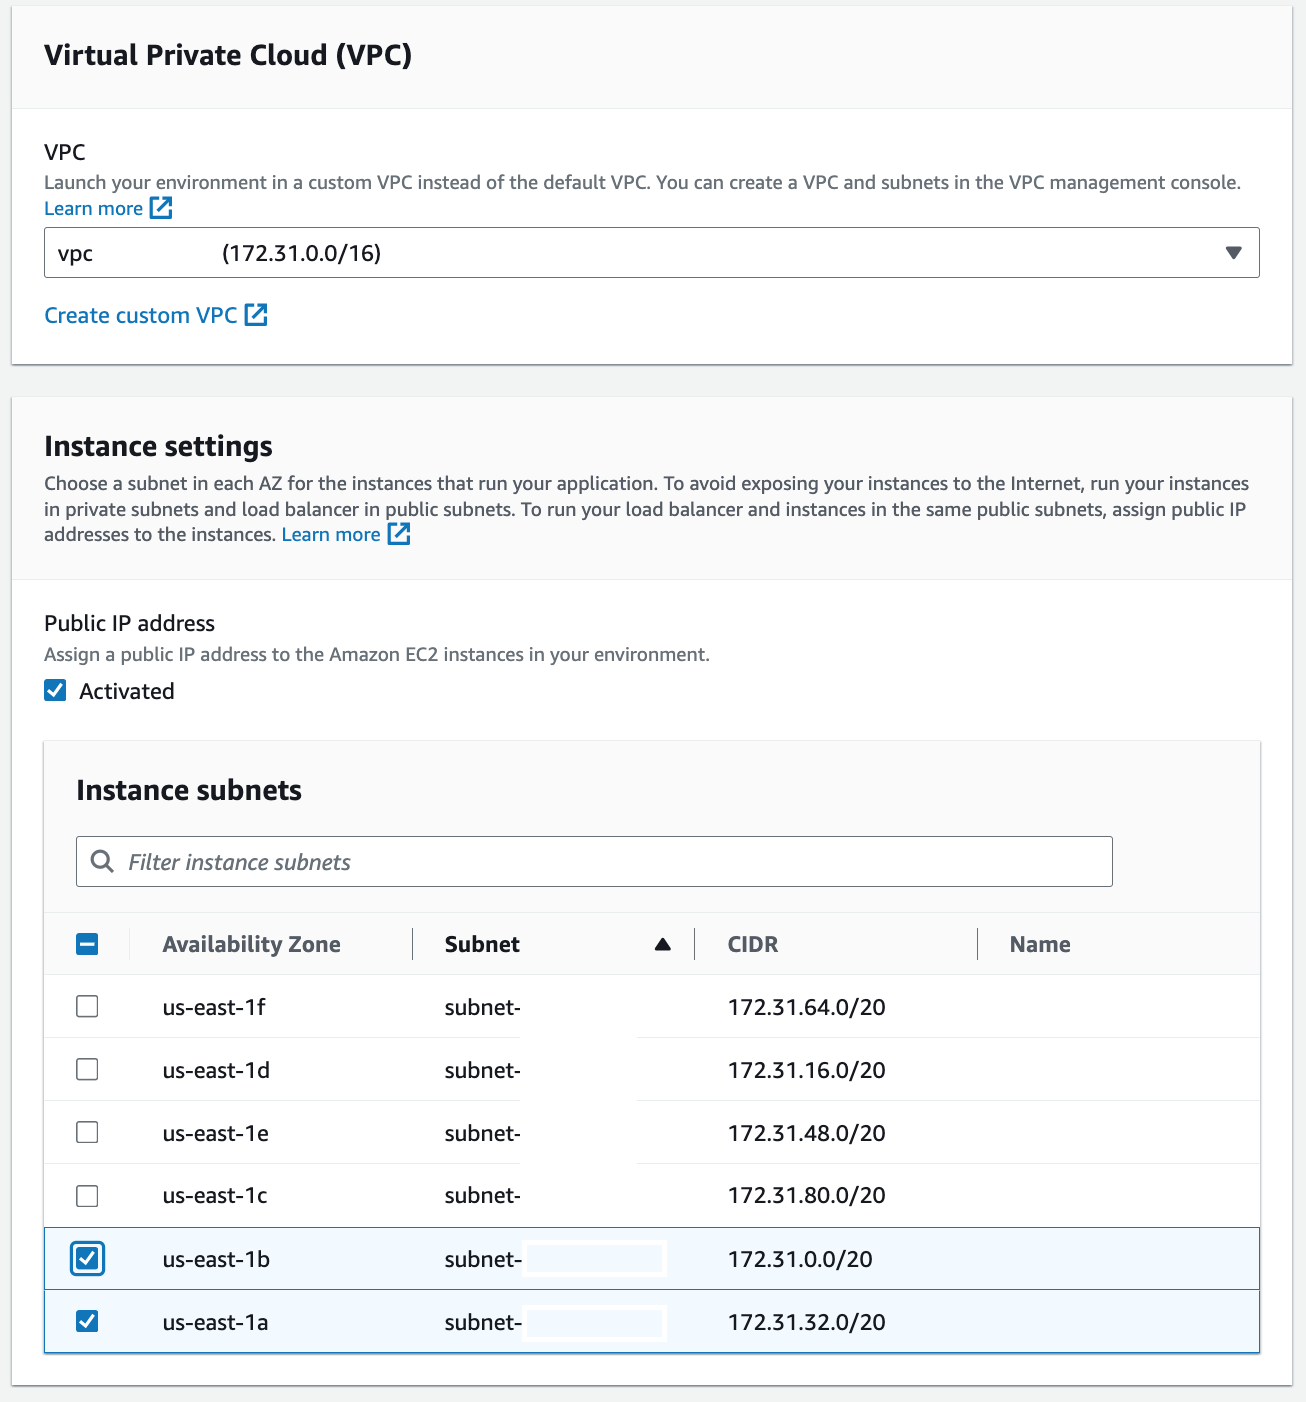 Virtual Private Cloud (VPC)
VPC
Launch your environment in a custom VPC instead of the default VPC. You can create a VPC and subnets in the VPC management console.
Learn more
vpc (172.31.0.0/16)
Create custom VPC
Instance settings
Choose a subnet in each AZ for the instances that run your application. To avoid exposing your instances to the Internet, run your instances
in private subnets and load balancer in public subnets. To run your load balancer and instances in the same public subnets, assign public IP
addresses to the instances. Learn more
Public IP address
Assign a public IP address to the Amazon EC2 instances in your environment.
Activated
Instance subnets
Filter instance subnets
Availability Zone Subnet CIDR Name
us-east-1f subnet- 172.31.64.0/20
us-east-1d subnet- 172.31.16.0/20
us-east-1e subnet- 172.31.48.0/20
us-east-1c subnet- 172.31.80.0/20
us-east-1b subnet- 172.31.0.0/20
us-east-1a subnet- 172.31.32.0/20